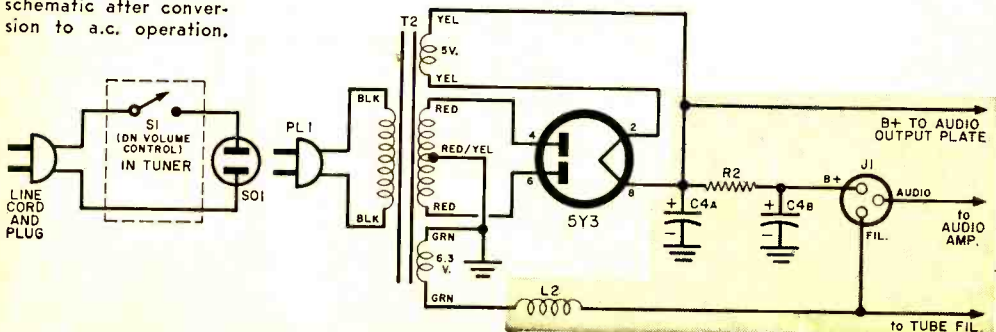 schematic after conver-
sion to a.c. operation.
T2
YEL
5V.
YEL
BLK
RED
PL1
S1
(ON VOLUME
CONTROL)
IN TUNER
RED/YEL
4
2
6
8
5Y3
B+ TO AUDIO
OUTPUT PLATE
R2
J1
B+
AUDIO
LINE
CORD
AND
PLUG
SO1
BLK
RED
C4A
C4B
FIL.
to
AUDIO
AMP.
GRN
6.3
V.
GRN
L2
to TUBE FIL.
+
−
+
−